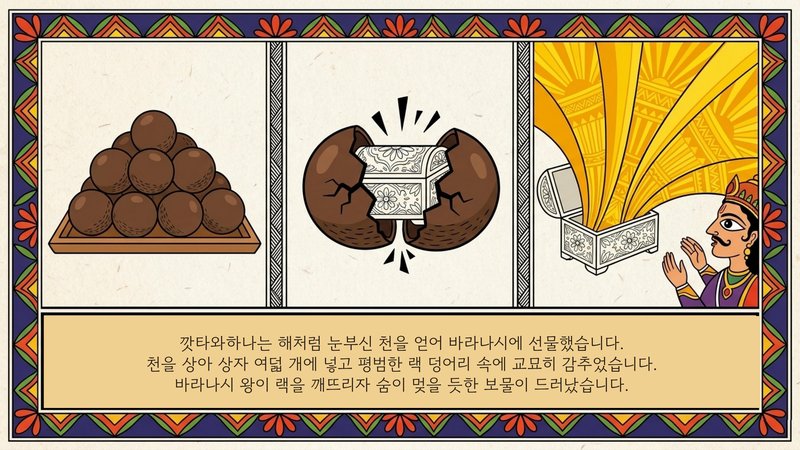 깟타와하나는 해처럼 눈부신 천을 얻어 바라나시에 선물했습니다.
천을 상아 상자 여덟 개에 넣고 평범한 랙 덩어리 속에 교묘히 감추었습니다.
바라나시 왕이 랙을 깨뜨리자 숨이 멎을 듯한 보물이 드러났습니다.